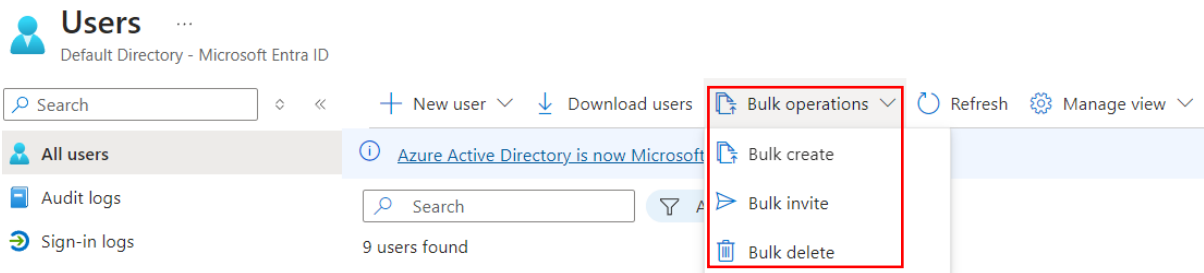 Users ...
Default Directory - Microsoft Entra ID
Search
New user
Download users
Bulk operations
Refresh
Manage view
All users
Audit logs
Sign-in logs
Azure Active Directory is now Microsoft
Search
9 users found
Bulk create
Bulk invite
Bulk delete